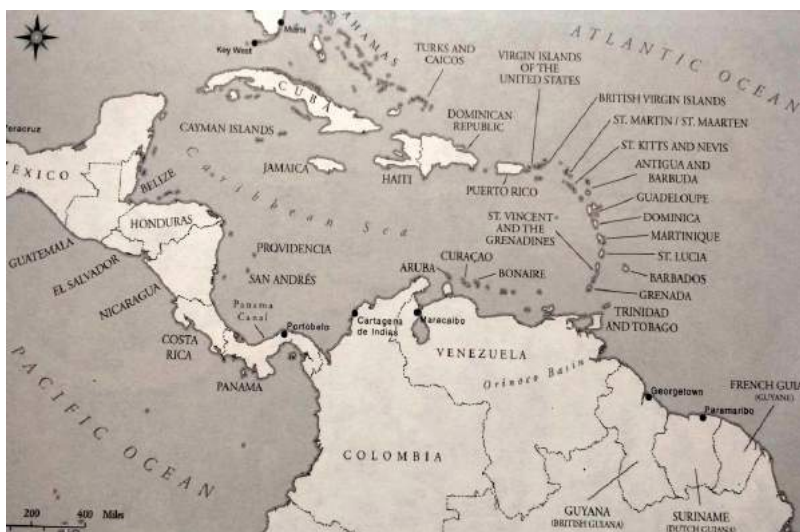 Miami
Key West
BAHAMAS
ATLANTIC OCEAN
TURKS AND
CAICOS
VIRGIN ISLANDS
OF THE
UNITED STATES
CUBA
BRITISH VIRGIN ISLANDS
DOMINICAN
REPUBLIC
ST. MARTIN / ST. MAARTEN
CAYMAN ISLANDS
ST. KITTS AND NEVIS
MEXICO
BELIZE
Caribbean Sea
JAMAICA
HAITI
PUERTO RICO
ANTIGUA AND
BARBUDA
GUADELOUPE
HONDURAS
ST. VINCENT
AND THE
GRENADINES
DOMINICA
MARTINIQUE
GUATEMALA
EL SALVADOR
NICARAGUA
PROVIDENCIA
SAN ANDRÉS
ARUBA
CURAÇAO
BONAIRE
ST. LUCIA
BARBADOS
GRENADA
Panama
Canal
Portobelo
Cartagena
de Indias
Maracaibo
TRINIDAD
AND TOBAGO
COSTA
RICA
PANAMA
VENEZUELA
Orinoco Basin
PACIFIC OCEAN
Georgetown
Paramaribo
FRENCH GUIA
(GUYANE)
COLOMBIA
GUYANA
(BRITISH GUIANA)
SURINAME
(DUTCH GUIANA)
200 400 Miles